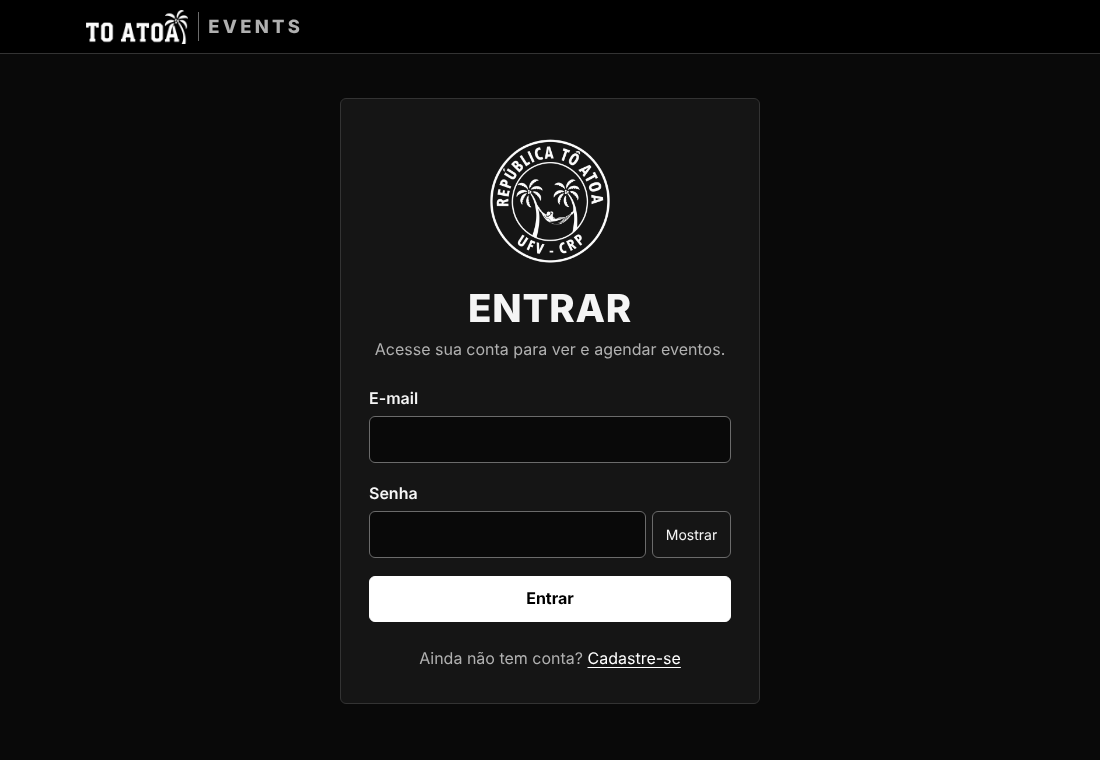 TO ATOA
EVENTS
REPÚBLICA TÔ ATOA
UFV - CRP
ENTRAR
Acesse sua conta para ver e agendar eventos.
E-mail
Senha
Mostrar
Entrar
Ainda não tem conta? Cadastre-se